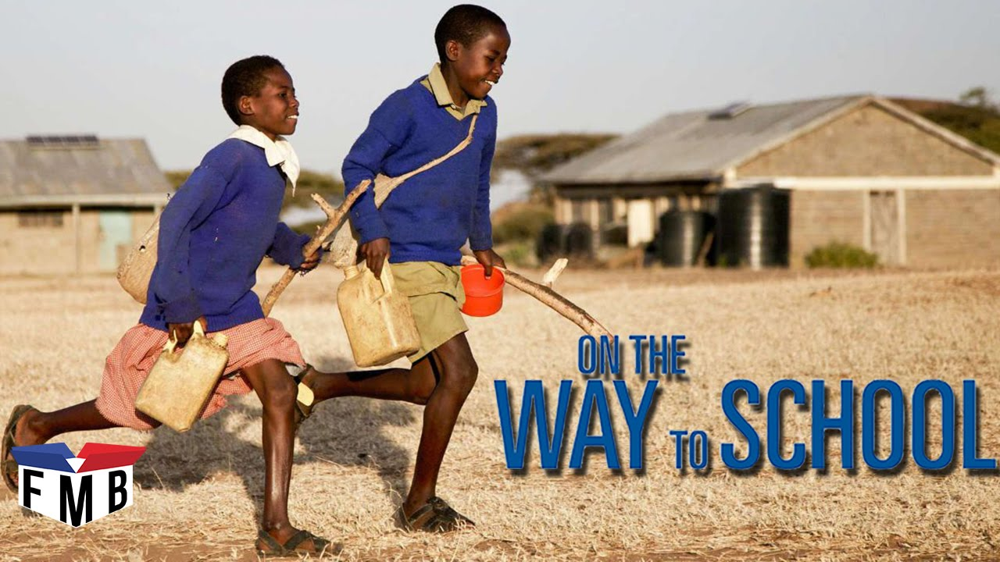 ON THE
WAY TO SCHOOL
FMB